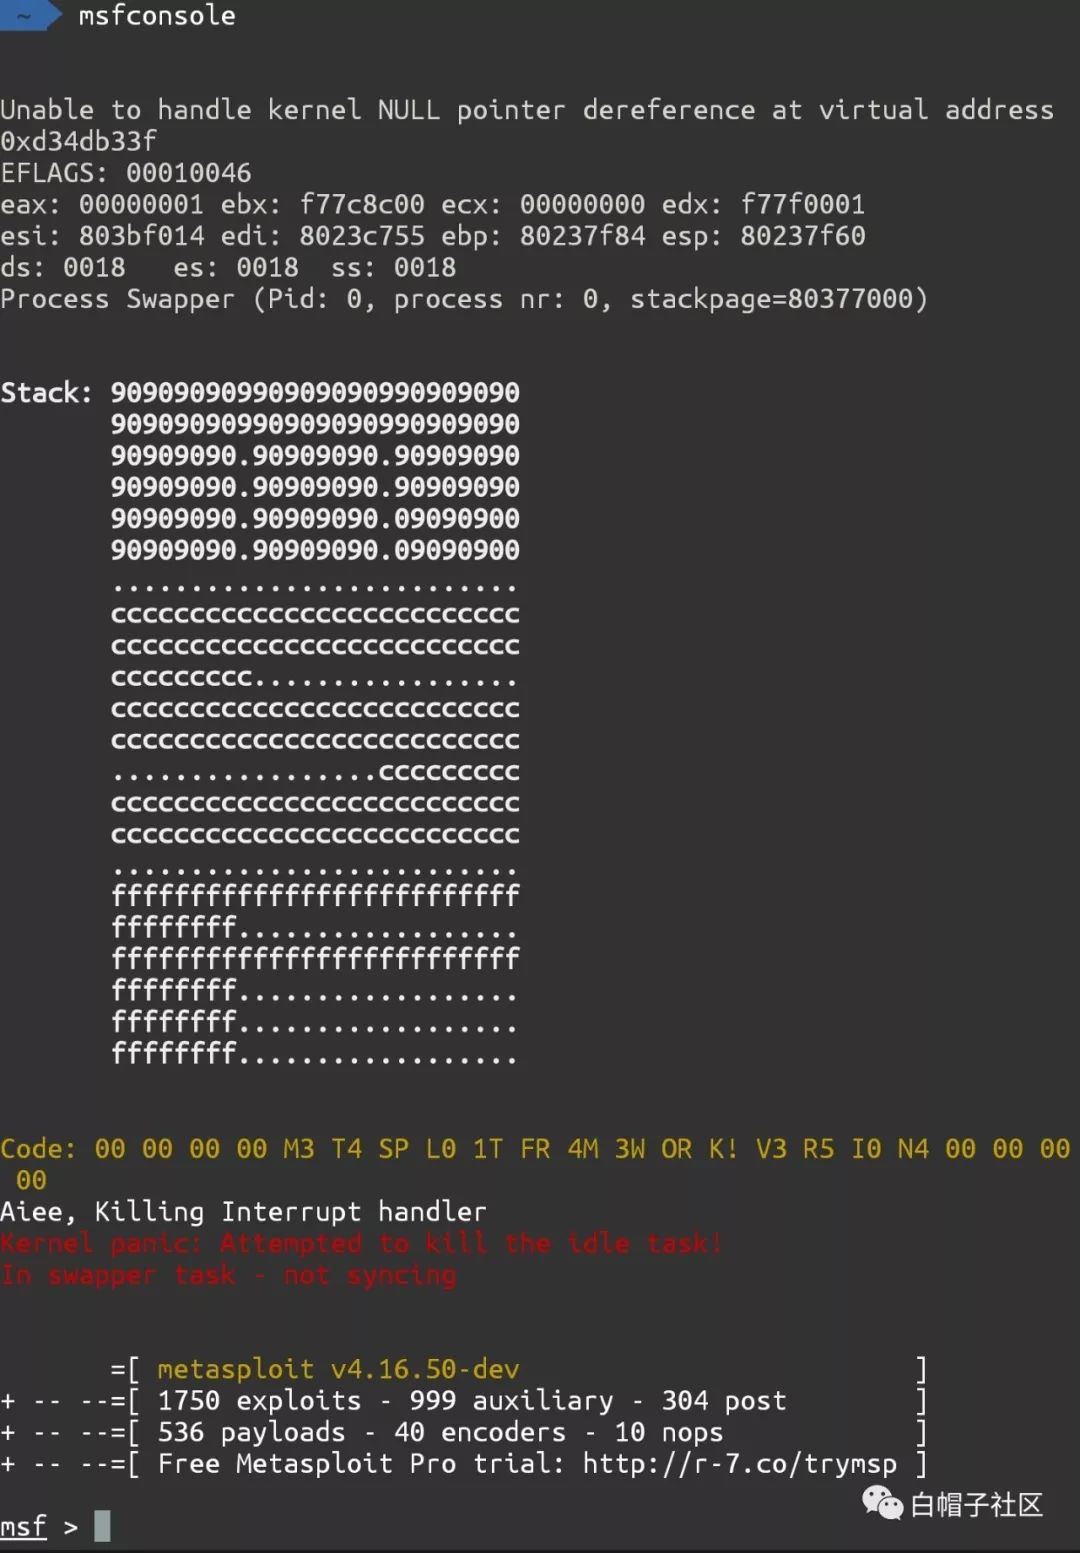 ~ msfconsole
Unable to handle kernel NULL pointer dereference at virtual address
0xd34db33f
EFLAGS: 00010046
eax: 00000001 ebx: f77c8c00 ecx: 00000000 edx: f77f0001
esi: 803bf014 edi: 8023c755 ebp: 80237f84 esp: 80237f60
ds: 0018   es: 0018  ss: 0018
Process Swapper (Pid: 0, process nr: 0, stackpage=80377000)
Stack: 90909090990909090990909090
90909090990909090990909090
90909090.90909090.90909090
90909090.90909090.90909090
90909090.90909090.09090900
90909090.90909090.09090900
..........................
cccccccccccccccccccccccccc
cccccccccccccccccccccccccc
ccccccccc.................
cccccccccccccccccccccccccc
cccccccccccccccccccccccccc
.................ccccccccc
cccccccccccccccccccccccccc
cccccccccccccccccccccccccc
..........................
ffffffffffffffffffffffffff
ffffffff..................
ffffffffffffffffffffffffff
ffffffff..................
ffffffff..................
ffffffff..................
Code: 00 00 00 00 M3 T4 SP L0 1T FR 4M 3W OR K! V3 R5 I0 N4 00 00 00
00
Aiee, Killing Interrupt handler
Kernel panic: Attempted to kill the idle task!
In swapper task - not syncing
=[ metasploit v4.16.50-dev ]
+ -- --=[ 1750 exploits - 999 auxiliary - 304 post ]
+ -- --=[ 536 payloads - 40 encoders - 10 nops ]
+ -- --=[ Free Metasploit Pro trial: http://r-7.co/trymsp ]
白帽子社区
msf >